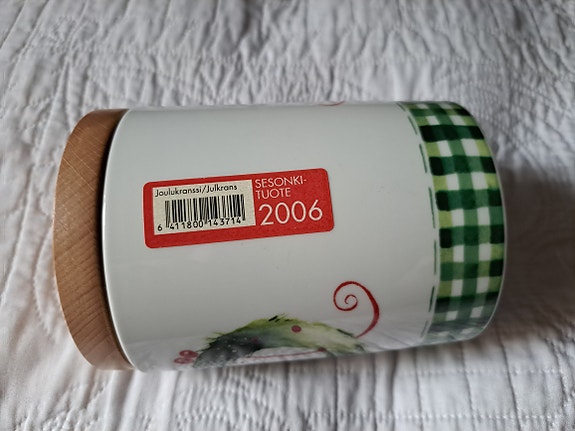 Joulukranssi/Julkrans
6 411800 143714
SESONKI-
TUOTE
2006